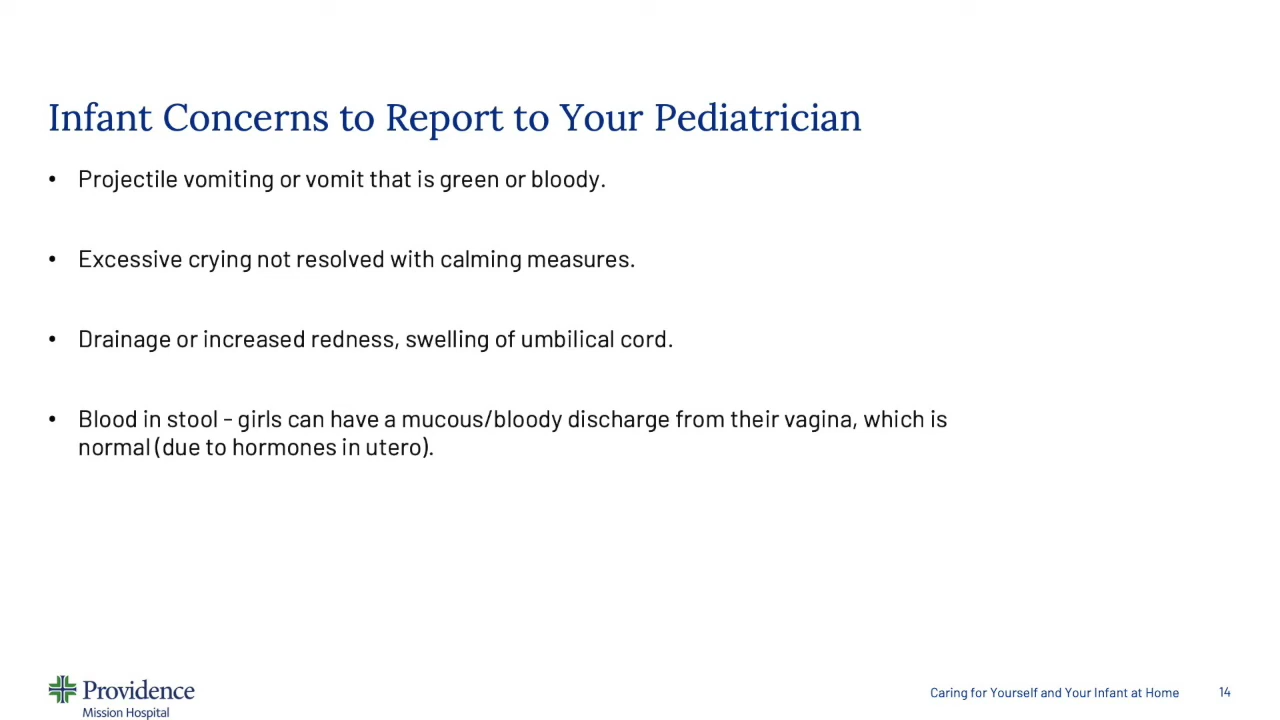 Infant Concerns to Report to Your Pediatrician
• Projectile vomiting or vomit that is green or bloody.
• Excessive crying not resolved with calming measures.
• Drainage or increased redness, swelling of umbilical cord.
• Blood in stool - girls can have a mucous/bloody discharge from their vagina, which is
normal (due to hormones in utero).
Providence
Mission Hospital
Caring for Yourself and Your Infant at Home 14